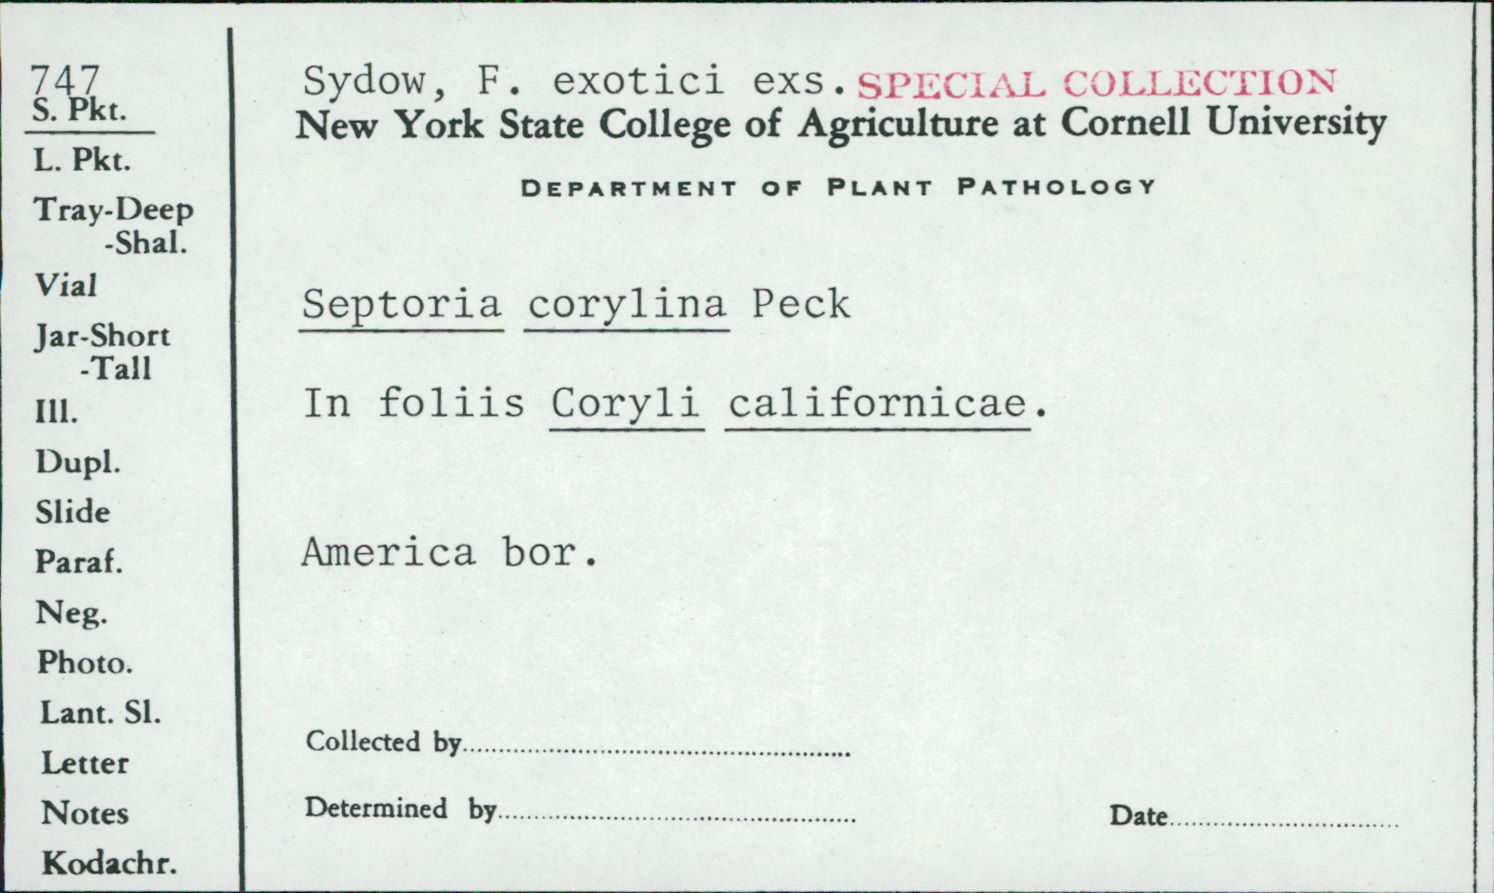 747
S. Pkt.
L. Pkt.
Tray-Deep
-Shal.
Vial
Jar-Short
-Tall
Ill.
Dupl.
Slide
Paraf.
Neg.
Photo.
Lant. Sl.
Letter
Notes
Kodachr.
Sydow, F. exotici exs. SPECIAL COLLECTION
New York State College of Agriculture at Cornell University
DEPARTMENT OF PLANT PATHOLOGY
Septoria corylina Peck
In foliis Coryli californicae.
America bor.
Collected by
Determined by
Date